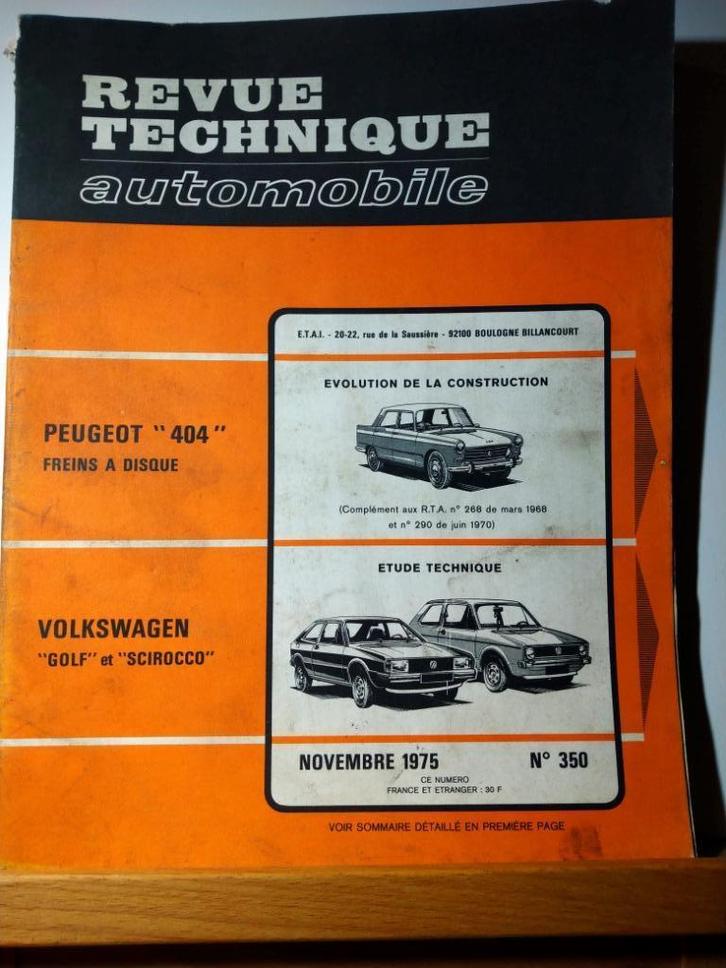 REVUE
TECHNIQUE
automobile
E.T.A.I. - 20-22, rue de la Saussière - 92100 BOULOGNE BILLANCOURT
EVOLUTION DE LA CONSTRUCTION
PEUGEOT "404"
FREINS A DISQUE
(Complément aux R.T.A. n° 268 de mars 1968
et n° 290 de juin 1970)
ETUDE TECHNIQUE
VOLKSWAGEN
"GOLF" et "SCIROCCO"
NOVEMBRE 1975 N° 350
CE NUMERO
FRANCE ET ETRANGER : 30 F
VOIR SOMMAIRE DÉTAILLÉ EN PREMIÈRE PAGE